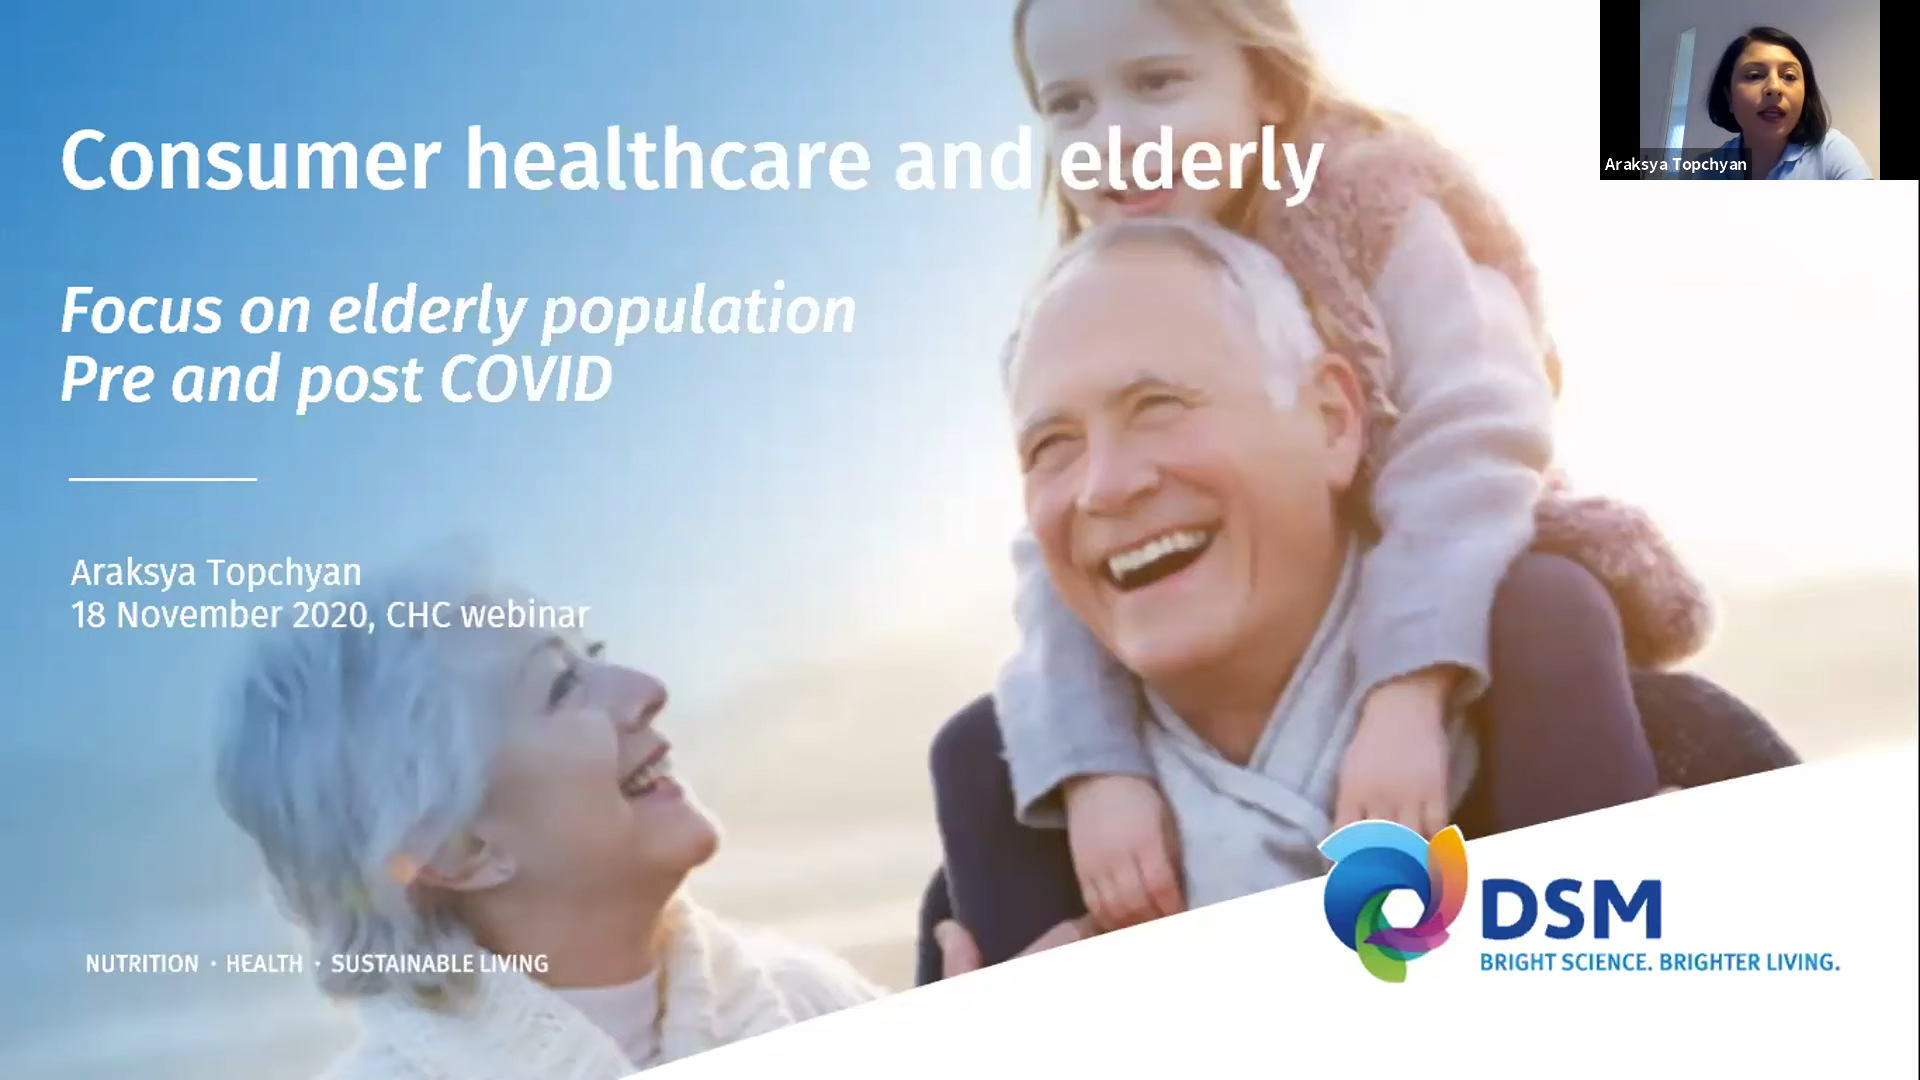 Consumer healthcare and elderly
Focus on elderly population
Pre and post COVID
Araksya Topchyan
18 November 2020, CHC webinar
NUTRITION · HEALTH · SUSTAINABLE LIVING
DSM
BRIGHT SCIENCE. BRIGHTER LIVING.
Araksya Topchyan